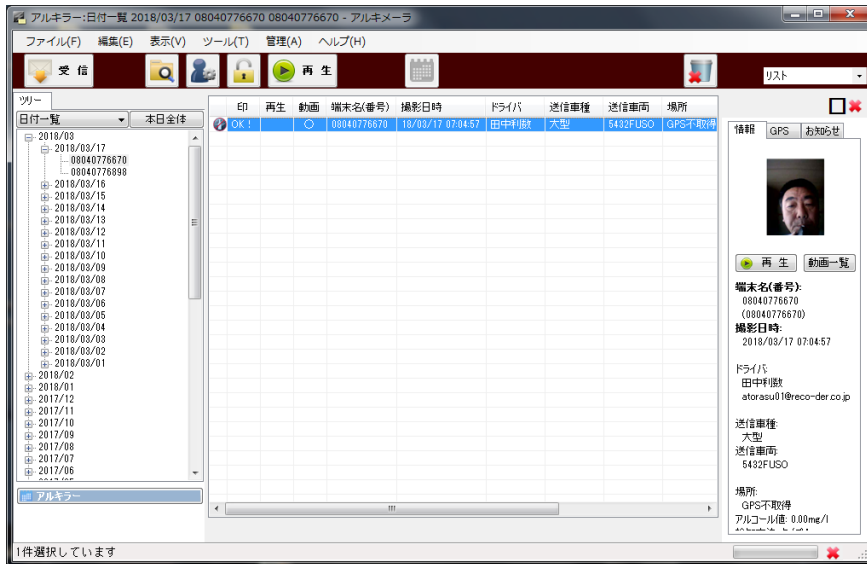 アルキラー:日付一覧 2018/03/17 08040776670 08040776670 - アルキメーラ
ファイル(F) 編集(E) 表示(V) ツール(T) 管理(A) ヘルプ(H)
受 信 再 生 リスト
ツリー
日付一覧 本日全体
2018/03
2018/03/17
08040776670
08040776898
2018/03/16
2018/03/15
2018/03/14
2018/03/13
2018/03/12
2018/03/11
2018/03/10
2018/03/09
2018/03/08
2018/03/07
2018/03/06
2018/03/05
2018/03/04
2018/03/03
2018/03/02
2018/03/01
2018/02
2018/01
2017/12
2017/11
2017/10
2017/09
2017/08
2017/07
2017/06
アルキラー
印 再生 動画 端末名(番号) 撮影日時 ドライバ 送信車種 送信車両 場所
OK ! ○ 08040776670 18/03/17 07:04:57 田中利数 大型 5432FUSO GPS不取得
情報 GPS お知せ
再 生 動画一覧
端末名(番号):
08040776670
(08040776670)
撮影日時:
2018/03/17 07:04:57
ドライバ:
田中利数
atorasu01@reco-der.co.jp
送信車種:
大型
送信車両:
5432FUSO
場所:
GPS不取得
アルコール値: 0.00mg/l
1件選択しています